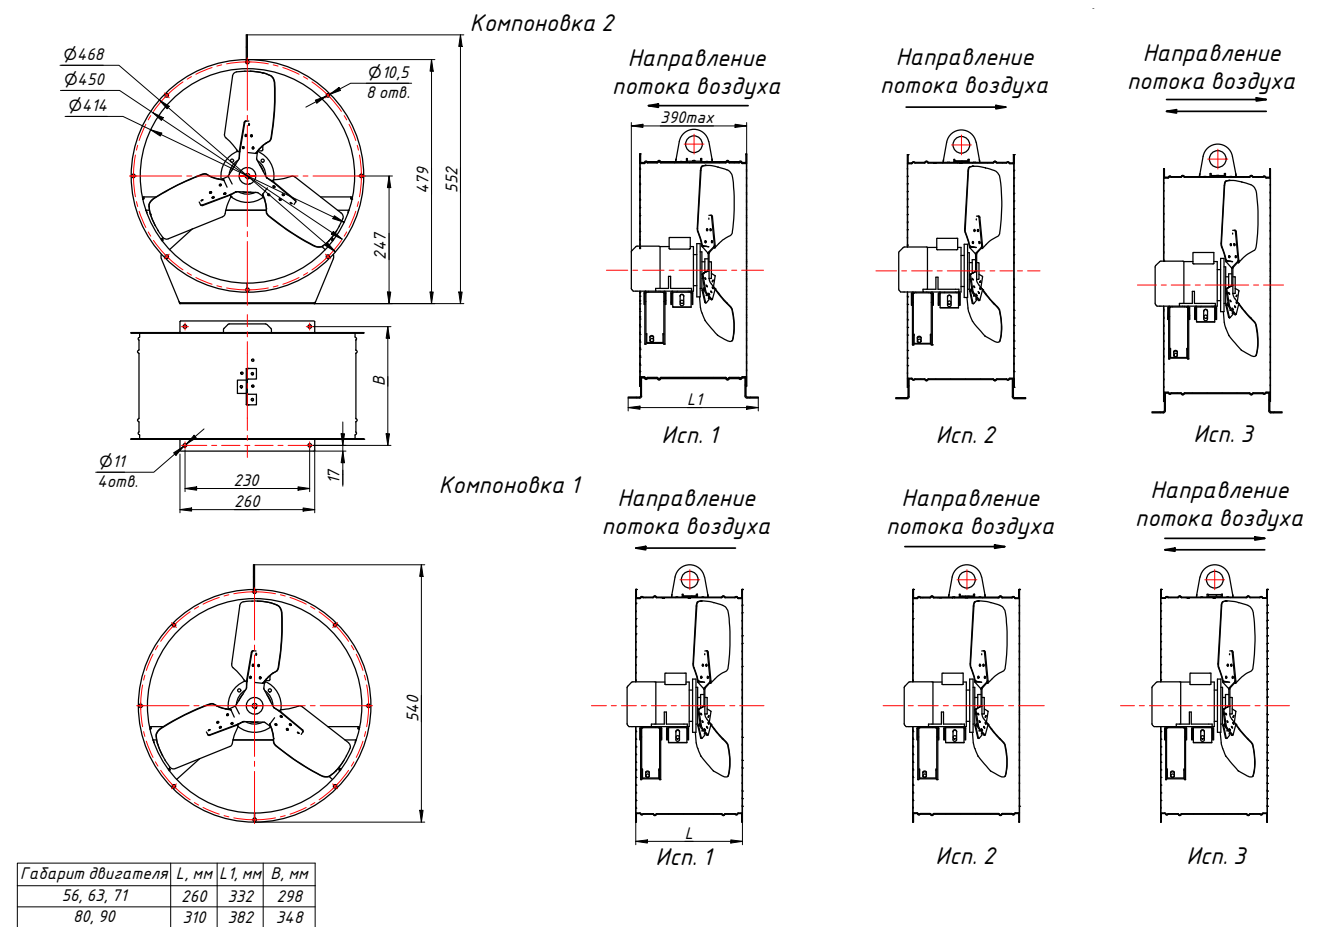 Компоновка 2
Ø468
Ø450
Ø414
Ø10,5
8 отв.
479
552
247
B
Ø11
4отв.
230
260
17
Направление
потока воздуха
390max
L1
Исп. 1
Направление
потока воздуха
Исп. 2
Направление
потока воздуха
Исп. 3
Компоновка 1
540
Направление
потока воздуха
L
Исп. 1
Направление
потока воздуха
Исп. 2
Направление
потока воздуха
Исп. 3
Габарит двигателя L, мм L1, мм B, мм
56, 63, 71 260 332 298
80, 90 310 382 348